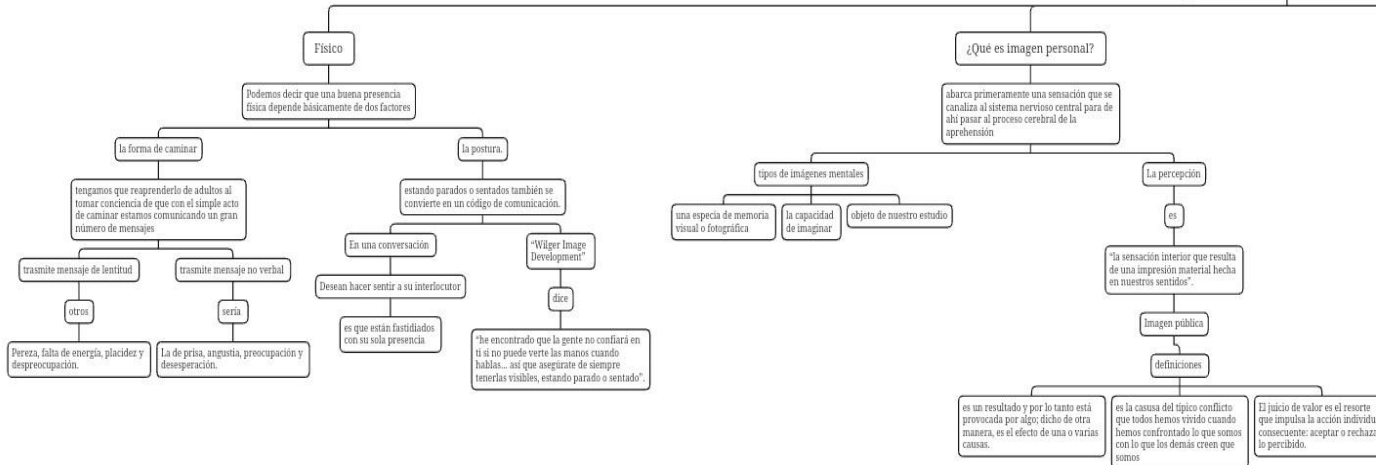 Físico
Podemos decir que una buena presencia
física depende básicamente de dos factores
la forma de caminar
tengamos que reaprenderlo de adultos al
tomar conciencia de que con el simple acto
de caminar estamos comunicando un gran
número de mensajes
trasmite mensaje de lentitud
otros
Pereza, falta de energía, placidez y
despreocupación.
trasmite mensaje no verbal
sería
La de prisa, angustia, preocupación y
desesperación.
la postura.
estando parados o sentados también se
convierte en un código de comunicación.
En una conversación
Desean hacer sentir a su interlocutor
es que están fastidiados
con su sola presencia
“Wilger Image
Development”
dice
“he encontrado que la gente no confiará en
ti si no puede verte las manos cuando
hablas... así que asegúrate de siempre
tenerlas visibles, estando parado o sentado”.
¿Qué es imagen personal?
abarca primeramente una sensación que se
canaliza al sistema nervioso central para de
ahí pasar al proceso cerebral de la
aprehensión
tipos de imágenes mentales
una especia de memoria
visual o fotográfica
la capacidad
de imaginar
objeto de nuestro estudio
La percepción
es
“la sensación interior que resulta
de una impresión material hecha
en nuestros sentidos”.
Imagen pública
definiciones
es un resultado y por lo tanto está
provocada por algo; dicho de otra
manera, es el efecto de una o varias
causas.
es la casusa del típico conflicto
que todos hemos vivido cuando
hemos confrontado lo que somos
con lo que los demás creen que
somos
El juicio de valor es el resorte
que impulsa la acción individu
consecuente: aceptar o rechaza
lo percibido.